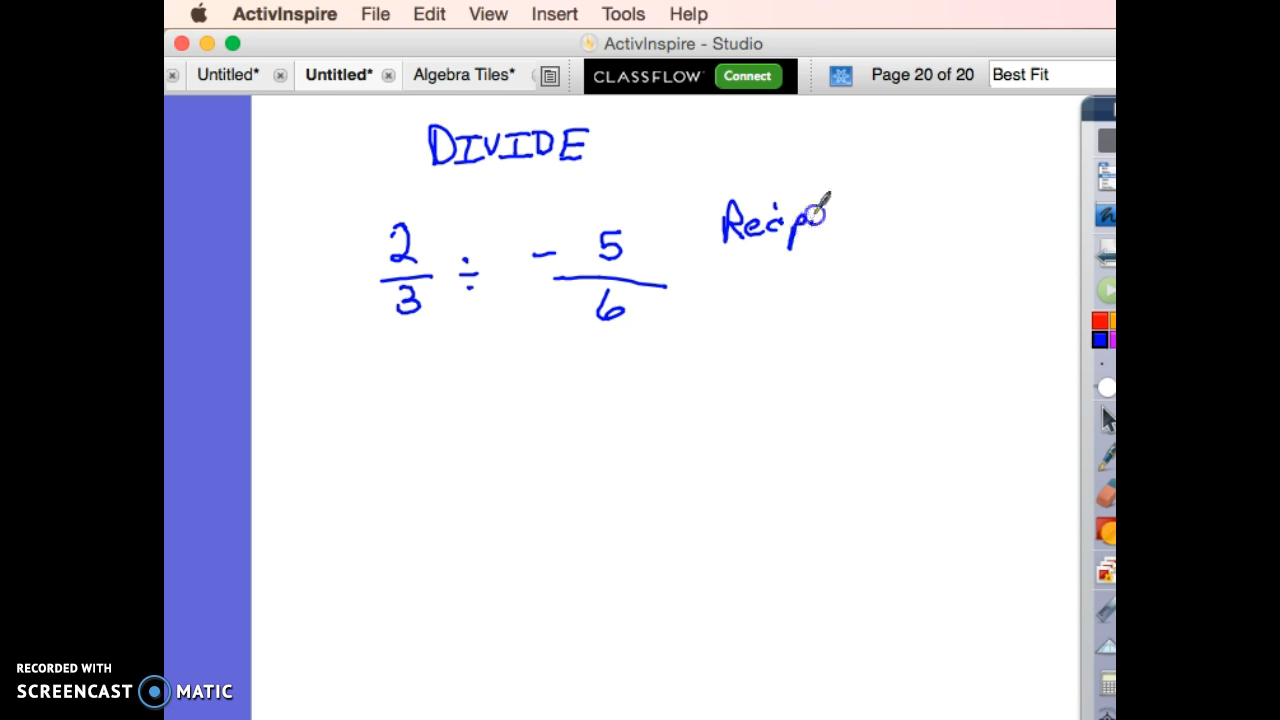 ActivInspire File Edit View Insert Tools Help
ActivInspire - Studio
Untitled* Untitled* Algebra Tiles* CLASSFLOW Connect Page 20 of 20 Best Fit
DIVIDE
Recip
2/3 ÷ - 5/6
RECORDED WITH
SCREENCAST MATIC